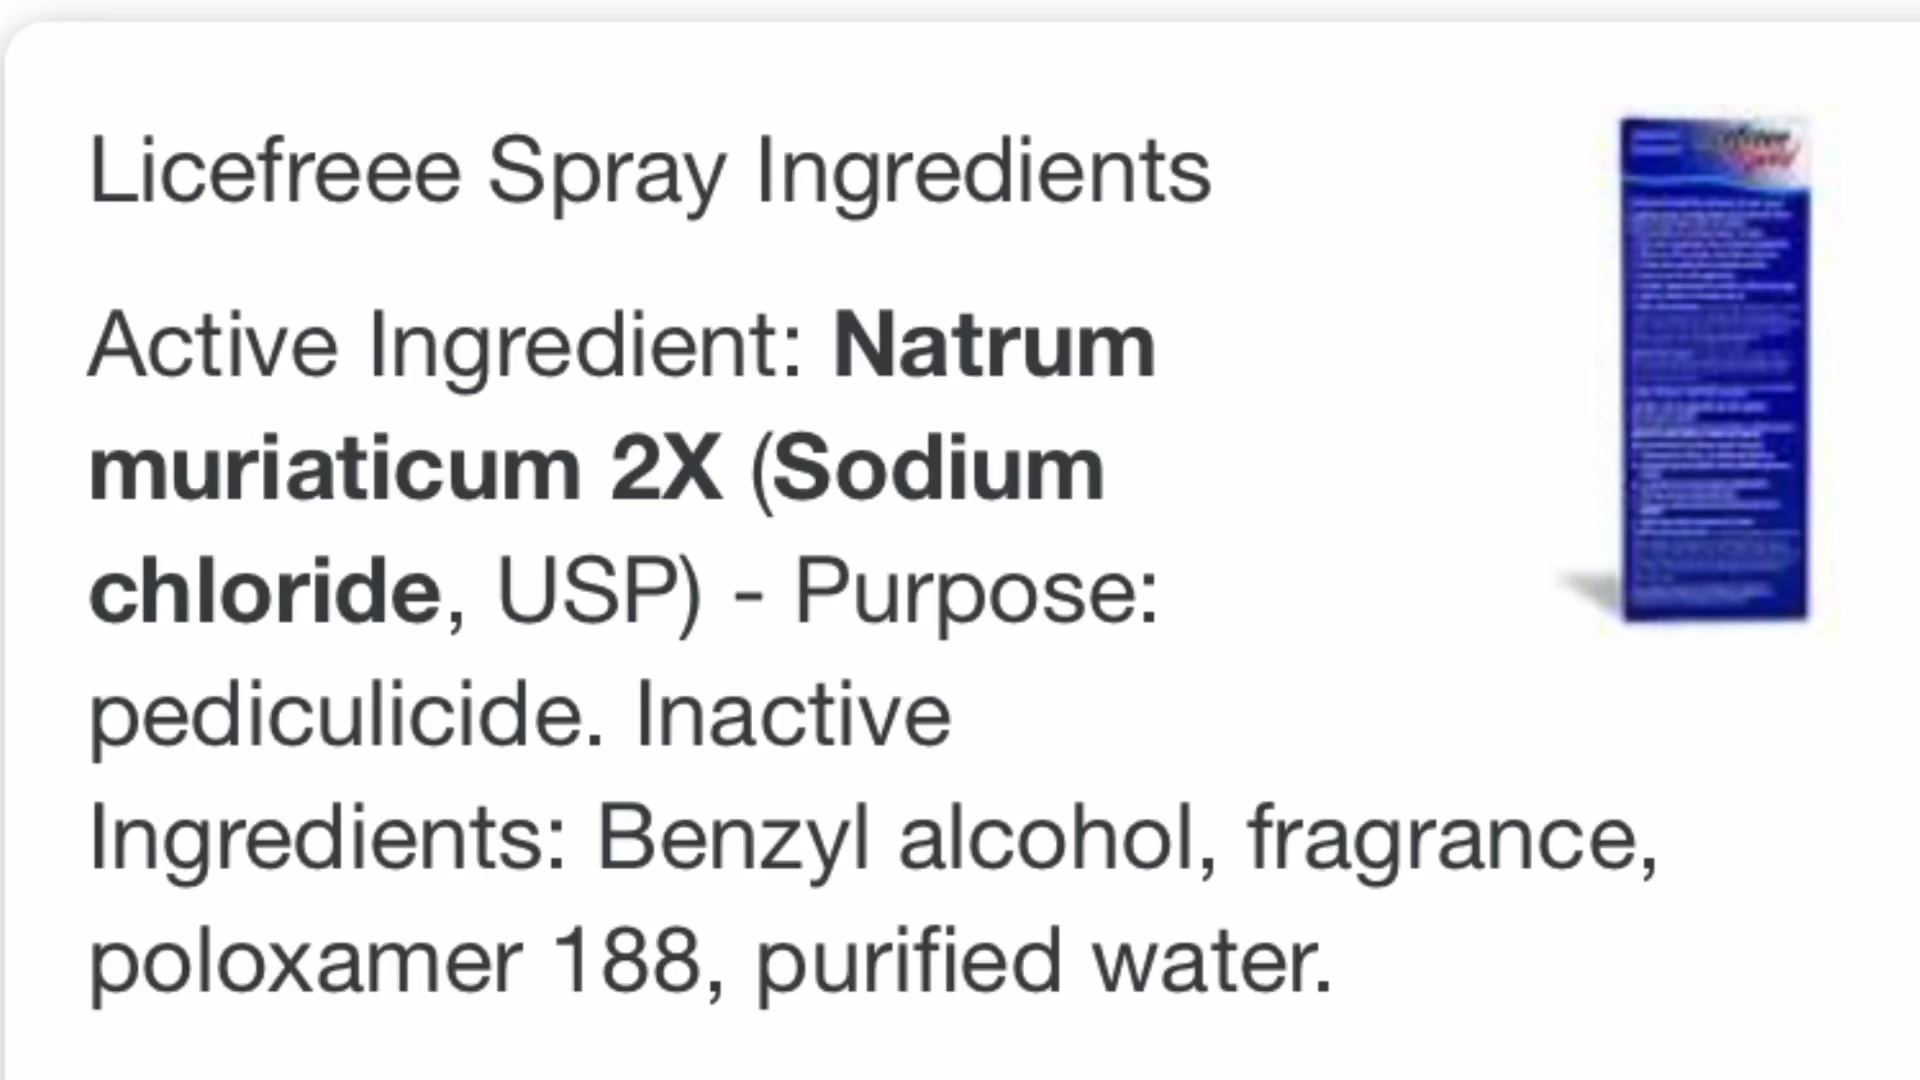 Licefreee Spray Ingredients
Active Ingredient: Natrum
muriaticum 2X (Sodium
chloride, USP) - Purpose:
pediculicide. Inactive
Ingredients: Benzyl alcohol, fragrance,
poloxamer 188, purified water.